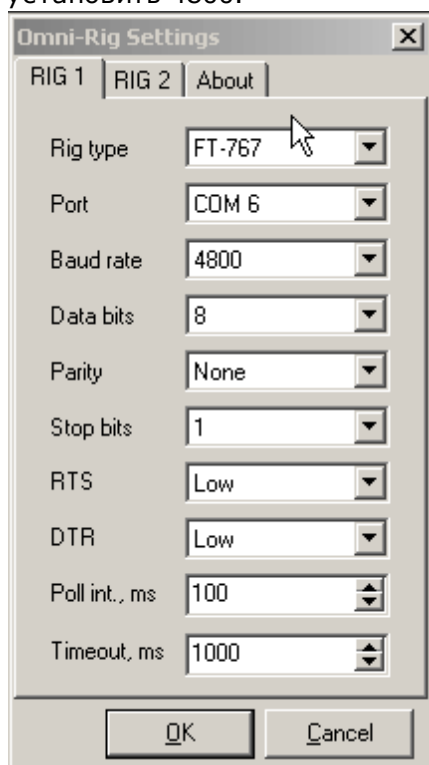 установить 4800.
Omni-Rig Settings
RIG 1 RIG 2 About
Rig type FT-767
Port COM 6
Baud rate 4800
Data bits 8
Parity None
Stop bits 1
RTS Low
DTR Low
Poll int., ms 100
Timeout, ms 1000
OK Cancel